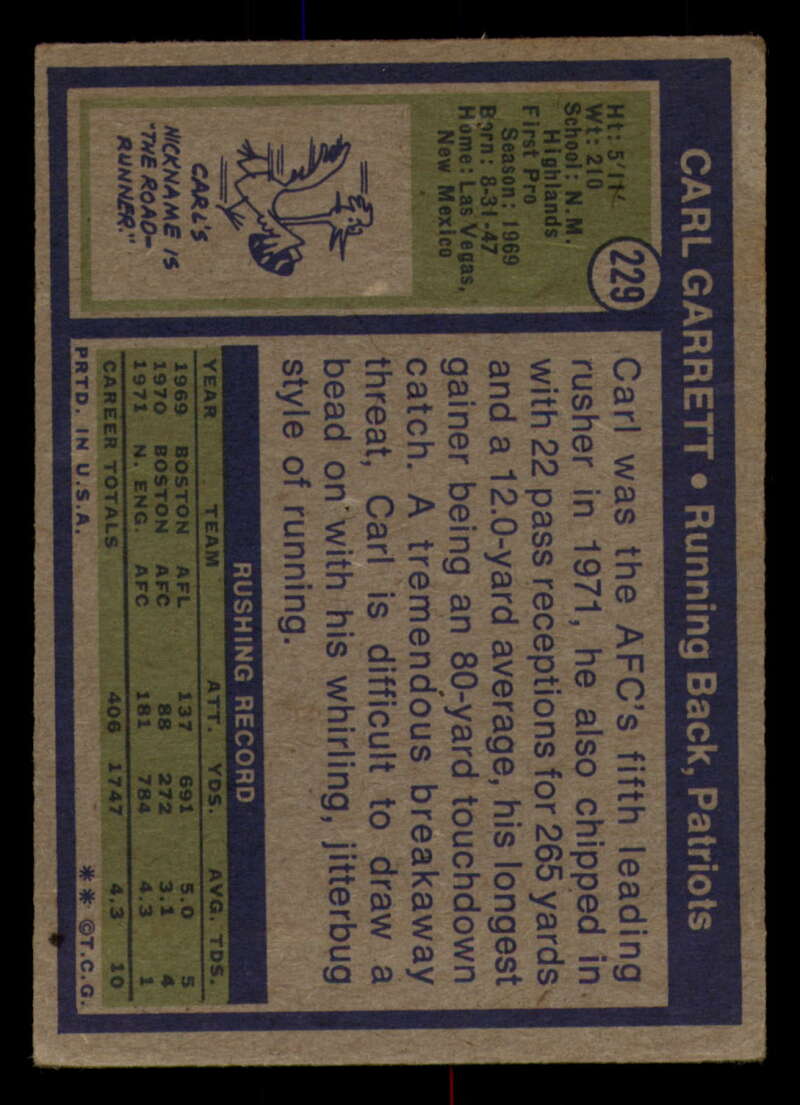 CARL GARRETT • Running Back, Patriots
229
Ht: 5'11"
Wt: 210
School: N.M.
Highlands
First Pro
Season: 1969
Born: 8-31-47
Home: Las Vegas,
New Mexico
CARL'S
NICKNAME IS
"THE ROAD-
RUNNER."
Carl was the AFC's fifth leading
rusher in 1971, he also chipped in
with 22 pass receptions for 265 yards
and a 12.0-yard average, his longest
gainer being an 80-yard touchdown
catch. A tremendous breakaway
threat, Carl is difficult to draw a
bead on with his whirling, jitterbug
style of running.
RUSHING RECORD
YEAR TEAM ATT. YDS. AVG. TDS.
1969 BOSTON AFL 137 691 5.0 5
1970 BOSTON AFC 88 272 3.1 4
1971 N. ENG. AFC 181 784 4.3 1
CAREER TOTALS 406 1747 4.3 10
PRTD. IN U.S.A. ** ©T.C.G.